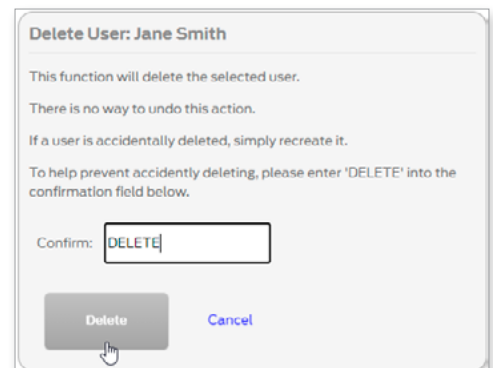 Delete User: Jane Smith
This function will delete the selected user.
There is no way to undo this action.
If a user is accidentally deleted, simply recreate it.
To help prevent accidently deleting, please enter 'DELETE' into the
confirmation field below.
Confirm: DELETE
Delete Cancel